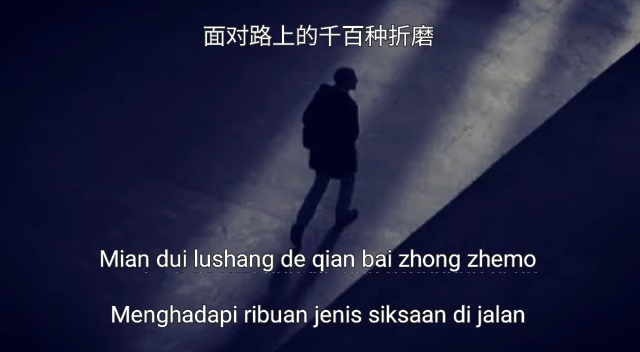 面对路上的千百种折磨
Mian dui lushang de qian bai zhong zhemo
Menghadapi ribuan jenis siksaan di jalan